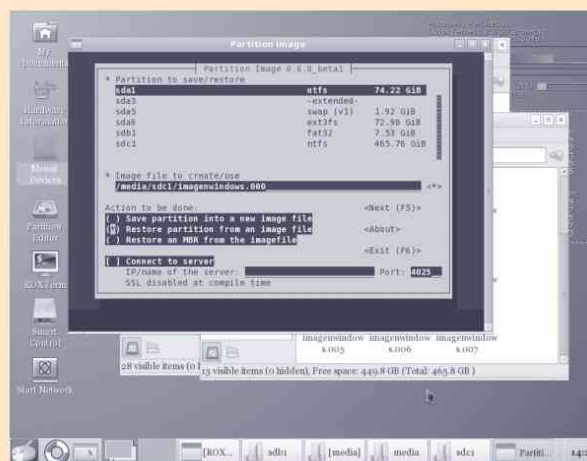 My
Documents
Hardware
Information
Mount
Devices
Partition
Editor
ROXTerm
Smart
Control
Start Network
Partition Image
Partition Image 0.6.8_beta1
* Partition to save/restore
sda1 ntfs 74.22 GiB
sda3 -extended-
sda5 swap (v1) 1.92 GiB
sda6 ext3fs 72.90 GiB
sdb1 fat32 7.53 GiB
sdc1 ntfs 465.76 GiB
* Image file to create/use
/media/sdc1/imagenwindows.000 <*>
Action to be done: <Next (F5)>
( ) Save partition into a new image file
(*) Restore partition from an image file <About>
( ) Restore an MBR from the imagefile
<Exit (F6)>
[ ] Connect to server
IP/name of the server: Port: 4025
SSL disabled at compile time
imagenwindow imagenwindow imagenwindow
s.005 s.006 s.007
28 visible items (0 h
15 visible items (0 hidden), Free space: 449.8 GB (Total: 465.8 GB )
[ROX... sdb1 [media] media sdc1 Partiti...